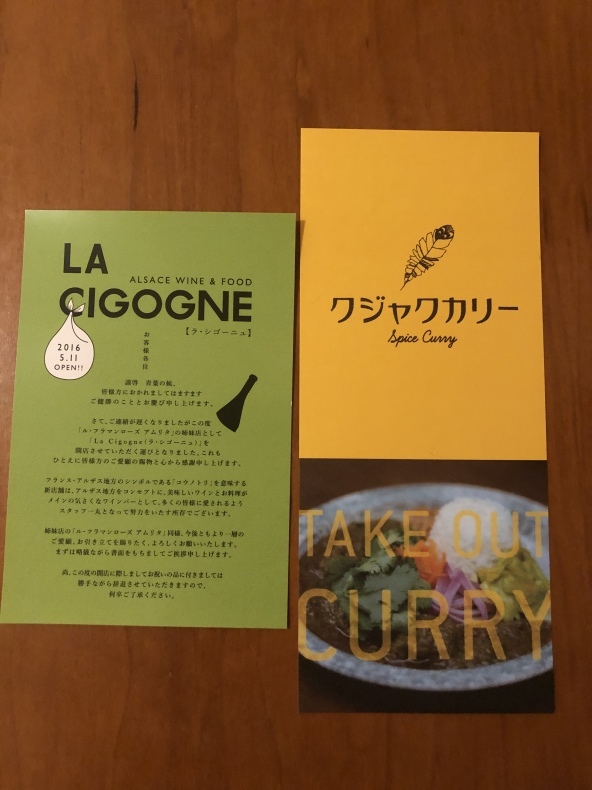 LA
ALSACE WINE & FOOD
CIGOGNE
【ラ・シゴーニュ】
2016
5.11
OPEN!!
お客様各位
謹啓 青葉の候、
皆様方におかれましてはますます
ご健勝のこととお慶び申し上げます。
さて、ご連絡が遅くなりましたがこの度
「ル・フラマンローズ アムリタ」の姉妹店として
「La Cigogne(ラ・シゴーニュ)」を
開店させていただく運びとなりました。これも
ひとえに皆様方のご愛顧の賜物と心から感謝申し上げます。
フランス・アルザス地方のシンボルである「コウノトリ」を意味する
新店舗は、アルザス地方をコンセプトに、美味しいワインとお料理が
メインの気さくなワインバーとして、多くの皆様に愛されるよう
スタッフ一丸となって努力をいたす所存でございます。
姉妹店の「ル・フラマンローズ アムリタ」同様、今後ともより一層の
ご愛顧、お引き立てを賜りたく、よろしくお願いいたします。
まずは略儀ながら書面をもちましてご挨拶申し上げます。
尚、この度の開店に際しましてお祝いの品に付きましては
勝手ながら辞退させていただきますので、
何卒ご了承ください。
クジャクカリー
Spice Curry
TAKE OUT
CURRY